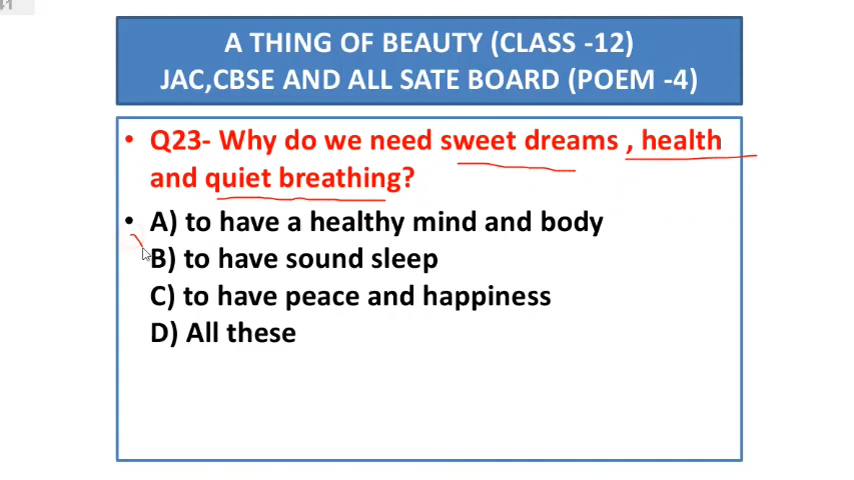 A THING OF BEAUTY (CLASS -12)
JAC,CBSE AND ALL SATE BOARD (POEM -4)
• Q23- Why do we need sweet dreams , health
and quiet breathing?
• A) to have a healthy mind and body
B) to have sound sleep
C) to have peace and happiness
D) All these